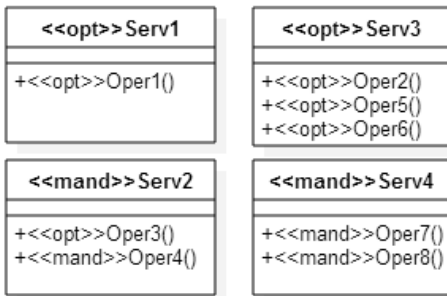 <<opt>>Serv1
+<<opt>>Oper1()
<<opt>>Serv3
+<<opt>>Oper2()
+<<opt>>Oper5()
+<<opt>>Oper6()
<<mand>>Serv2
+<<opt>>Oper3()
+<<mand>>Oper4()
<<mand>>Serv4
+<<mand>>Oper7()
+<<mand>>Oper8()